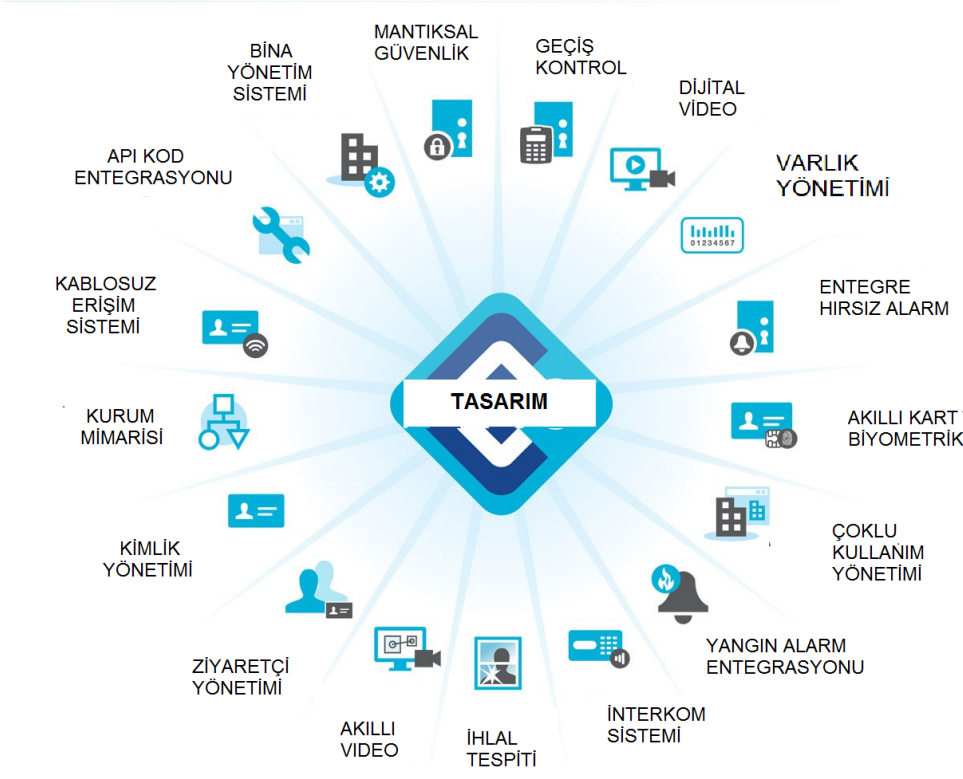 MANTIKSAL
GÜVENLİK
GEÇİŞ
KONTROL
DİJİTAL
VİDEO
VARLIK
YÖNETİMİ
01234567
ENTEGRE
HIRSIZ ALARM
AKILLI KART
BİYOMETRİK
ÇOKLU
KULLANIM
YÖNETİMİ
YANGIN ALARM
ENTEGRASYONU
İNTERKOM
SİSTEMİ
İHLAL
TESPİTİ
AKILLI
VIDEO
ZİYARETÇİ
YÖNETİMİ
KİMLİK
YÖNETİMİ
KURUM
MİMARİSİ
KABLOSUZ
ERİŞİM
SİSTEMİ
API KOD
ENTEGRASYONU
BİNA
YÖNETİM
SİSTEMİ
TASARIM